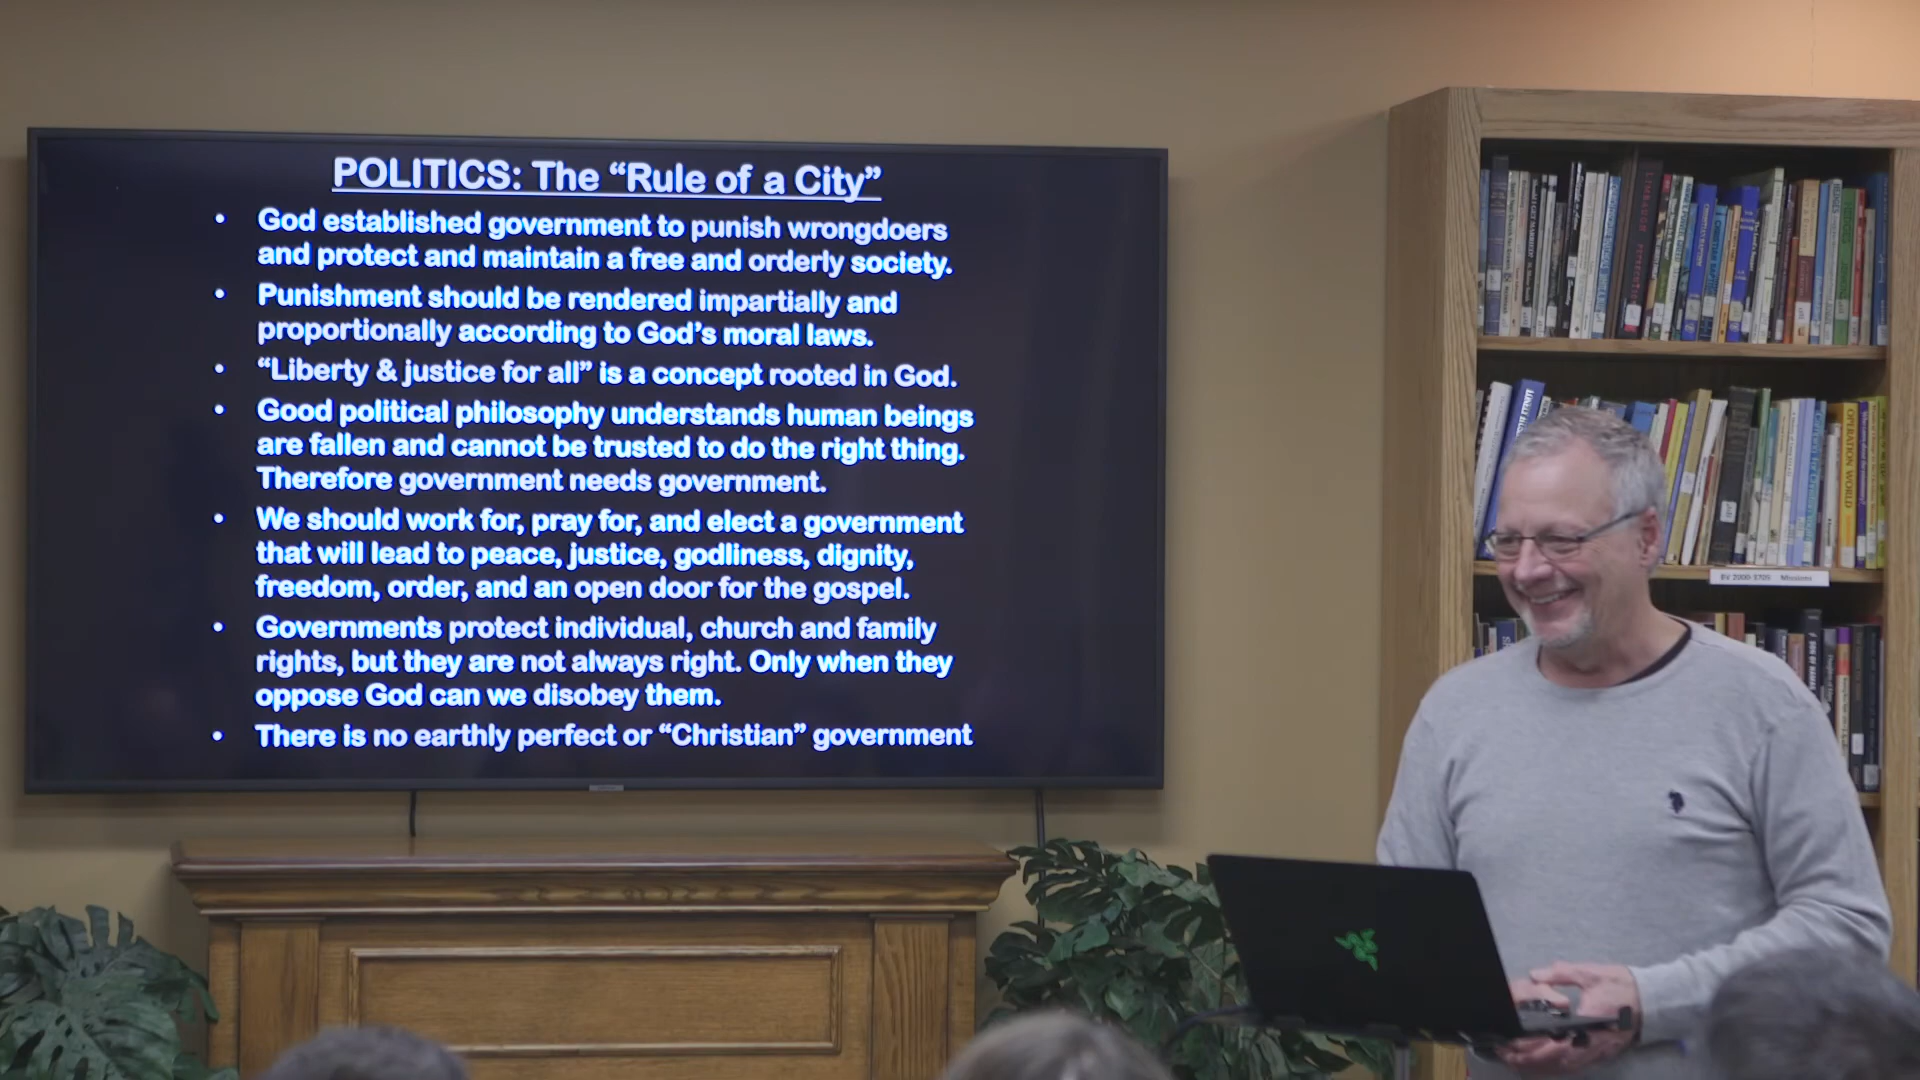 POLITICS: The “Rule of a City”
• God established government to punish wrongdoers
and protect and maintain a free and orderly society.
• Punishment should be rendered impartially and
proportionally according to God’s moral laws.
• “Liberty & justice for all” is a concept rooted in God.
• Good political philosophy understands human beings
are fallen and cannot be trusted to do the right thing.
Therefore government needs government.
• We should work for, pray for, and elect a government
that will lead to peace, justice, godliness, dignity,
freedom, order, and an open door for the gospel.
• Governments protect individual, church and family
rights, but they are not always right. Only when they
oppose God can we disobey them.
• There is no earthly perfect or “Christian” government
OPERATION WORLD
Missions